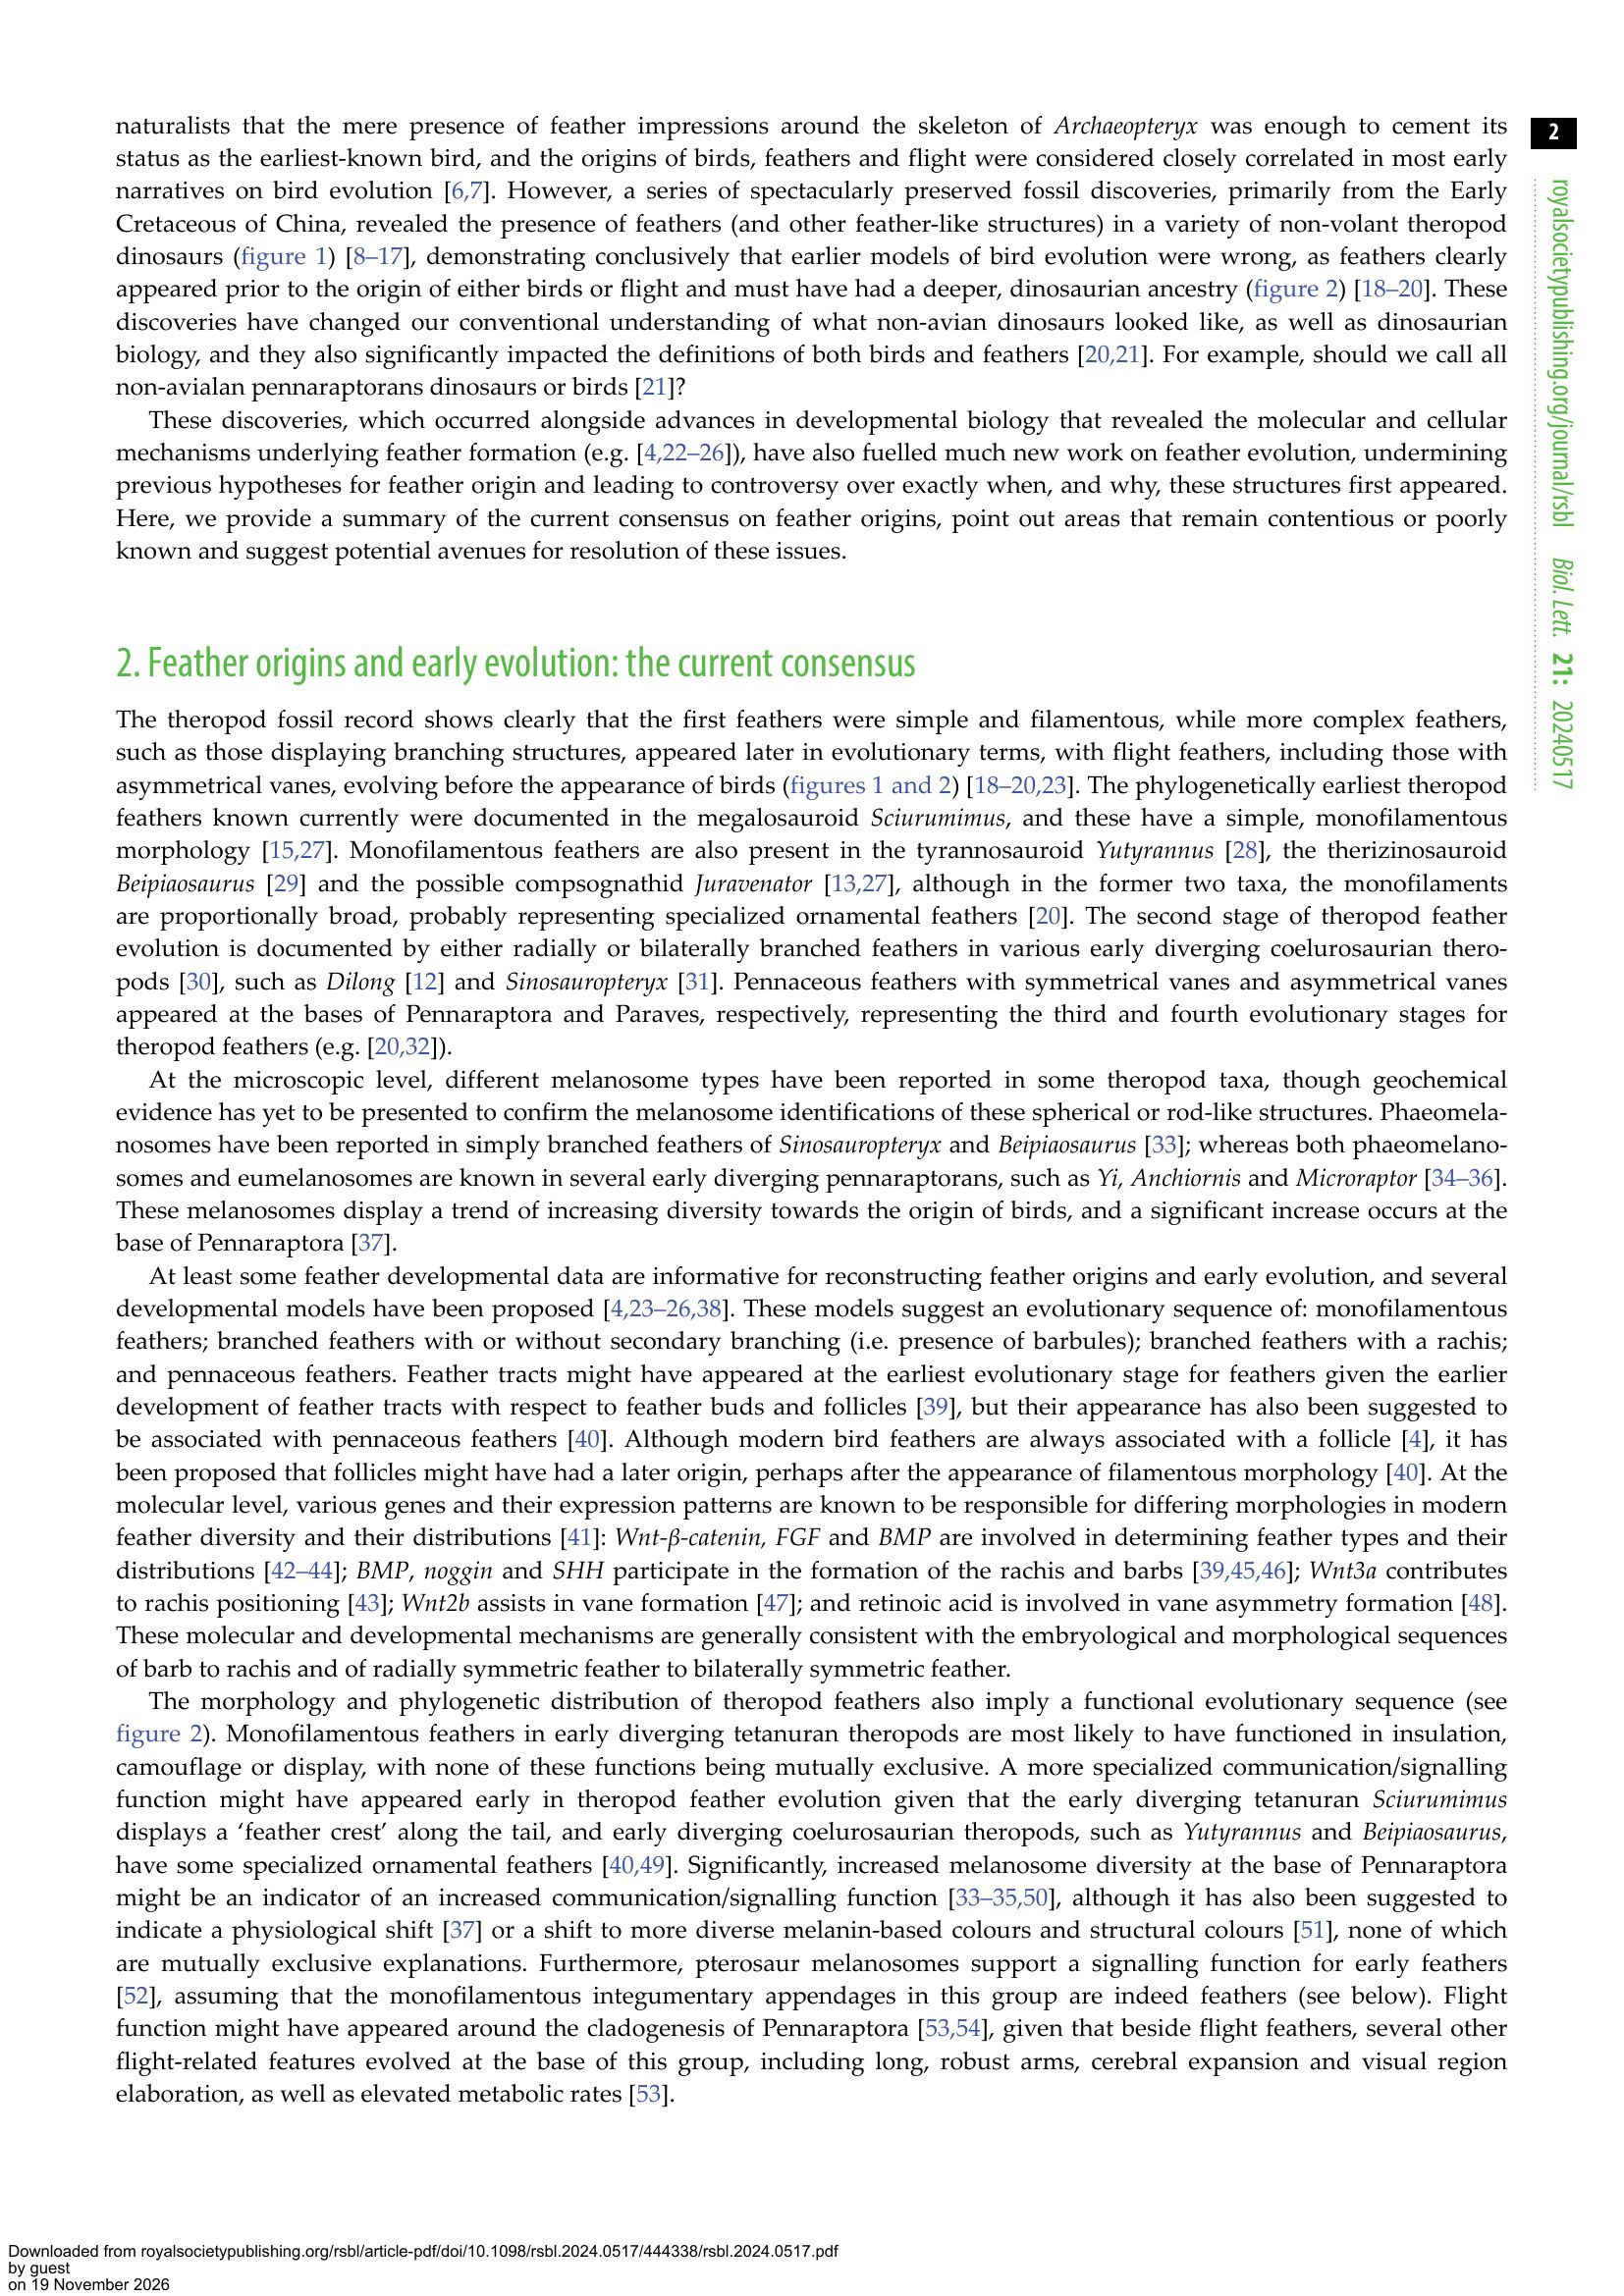 naturalists that the mere presence of feather impressions around the skeleton of Archaeopteryx was enough to cement its
status as the earliest-known bird, and the origins of birds, feathers and flight were considered closely correlated in most early
narratives on bird evolution [6,7]. However, a series of spectacularly preserved fossil discoveries, primarily from the Early
Cretaceous of China, revealed the presence of feathers (and other feather-like structures) in a variety of non-volant theropod
dinosaurs (figure 1) [8–17], demonstrating conclusively that earlier models of bird evolution were wrong, as feathers clearly
appeared prior to the origin of either birds or flight and must have had a deeper, dinosaurian ancestry (figure 2) [18–20]. These
discoveries have changed our conventional understanding of what non-avian dinosaurs looked like, as well as dinosaurian
biology, and they also significantly impacted the definitions of both birds and feathers [20,21]. For example, should we call all
non-avialan pennaraptorans dinosaurs or birds [21]?
These discoveries, which occurred alongside advances in developmental biology that revealed the molecular and cellular
mechanisms underlying feather formation (e.g. [4,22–26]), have also fuelled much new work on feather evolution, undermining
previous hypotheses for feather origin and leading to controversy over exactly when, and why, these structures first appeared.
Here, we provide a summary of the current consensus on feather origins, point out areas that remain contentious or poorly
known and suggest potential avenues for resolution of these issues.
2. Feather origins and early evolution: the current consensus
The theropod fossil record shows clearly that the first feathers were simple and filamentous, while more complex feathers,
such as those displaying branching structures, appeared later in evolutionary terms, with flight feathers, including those with
asymmetrical vanes, evolving before the appearance of birds (figures 1 and 2) [18–20,23]. The phylogenetically earliest theropod
feathers known currently were documented in the megalosauroid Sciurumimus, and these have a simple, monofilamentous
morphology [15,27]. Monofilamentous feathers are also present in the tyrannosauroid Yutyrannus [28], the therizinosauroid
Beipiaosaurus [29] and the possible compsognathid Juravenator [13,27], although in the former two taxa, the monofilaments
are proportionally broad, probably representing specialized ornamental feathers [20]. The second stage of theropod feather
evolution is documented by either radially or bilaterally branched feathers in various early diverging coelurosaurian thero-
pods [30], such as Dilong [12] and Sinosauropteryx [31]. Pennaceous feathers with symmetrical vanes and asymmetrical vanes
appeared at the bases of Pennaraptora and Paraves, respectively, representing the third and fourth evolutionary stages for
theropod feathers (e.g. [20,32]).
At the microscopic level, different melanosome types have been reported in some theropod taxa, though geochemical
evidence has yet to be presented to confirm the melanosome identifications of these spherical or rod-like structures. Phaeomela-
nosomes have been reported in simply branched feathers of Sinosauropteryx and Beipiaosaurus [33]; whereas both phaeomelano-
somes and eumelanosomes are known in several early diverging pennaraptorans, such as Yi, Anchiornis and Microraptor [34–36].
These melanosomes display a trend of increasing diversity towards the origin of birds, and a significant increase occurs at the
base of Pennaraptora [37].
At least some feather developmental data are informative for reconstructing feather origins and early evolution, and several
developmental models have been proposed [4,23–26,38]. These models suggest an evolutionary sequence of: monofilamentous
feathers; branched feathers with or without secondary branching (i.e. presence of barbules); branched feathers with a rachis;
and pennaceous feathers. Feather tracts might have appeared at the earliest evolutionary stage for feathers given the earlier
development of feather tracts with respect to feather buds and follicles [39], but their appearance has also been suggested to
be associated with pennaceous feathers [40]. Although modern bird feathers are always associated with a follicle [4], it has
been proposed that follicles might have had a later origin, perhaps after the appearance of filamentous morphology [40]. At the
molecular level, various genes and their expression patterns are known to be responsible for differing morphologies in modern
feather diversity and their distributions [41]: Wnt-β-catenin, FGF and BMP are involved in determining feather types and their
distributions [42–44]; BMP, noggin and SHH participate in the formation of the rachis and barbs [39,45,46]; Wnt3a contributes
to rachis positioning [43]; Wnt2b assists in vane formation [47]; and retinoic acid is involved in vane asymmetry formation [48].
These molecular and developmental mechanisms are generally consistent with the embryological and morphological sequences
of barb to rachis and of radially symmetric feather to bilaterally symmetric feather.
The morphology and phylogenetic distribution of theropod feathers also imply a functional evolutionary sequence (see
figure 2). Monofilamentous feathers in early diverging tetanuran theropods are most likely to have functioned in insulation,
camouflage or display, with none of these functions being mutually exclusive. A more specialized communication/signalling
function might have appeared early in theropod feather evolution given that the early diverging tetanuran Sciurumimus
displays a ‘feather crest’ along the tail, and early diverging coelurosaurian theropods, such as Yutyrannus and Beipiaosaurus,
have some specialized ornamental feathers [40,49]. Significantly, increased melanosome diversity at the base of Pennaraptora
might be an indicator of an increased communication/signalling function [33–35,50], although it has also been suggested to
indicate a physiological shift [37] or a shift to more diverse melanin-based colours and structural colours [51], none of which
are mutually exclusive explanations. Furthermore, pterosaur melanosomes support a signalling function for early feathers
[52], assuming that the monofilamentous integumentary appendages in this group are indeed feathers (see below). Flight
function might have appeared around the cladogenesis of Pennaraptora [53,54], given that beside flight feathers, several other
flight-related features evolved at the base of this group, including long, robust arms, cerebral expansion and visual region
elaboration, as well as elevated metabolic rates [53].
2
royalsocietypublishing.org/journal/rsbl Biol. Lett. 21: 20240517
Downloaded from royalsocietypublishing.org/rsbl/article-pdf/doi/10.1098/rsbl.2024.0517/444338/rsbl.2024.0517.pdf
by guest
on 19 November 2026